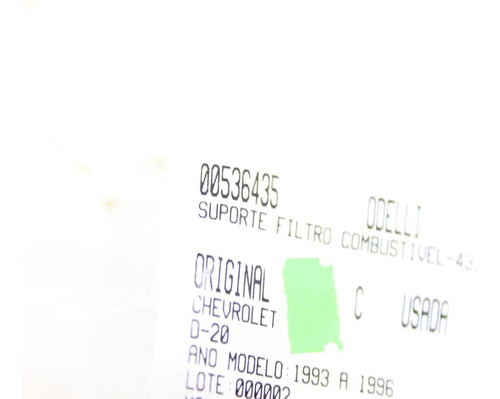 00536435 ODELLI
SUPORTE FILTRO COMBUSTIVEL-43.
ORIGINAL C USADA
CHEVROLET
D-20
ANO MODELO:1993 A 1996
LOTE:000002